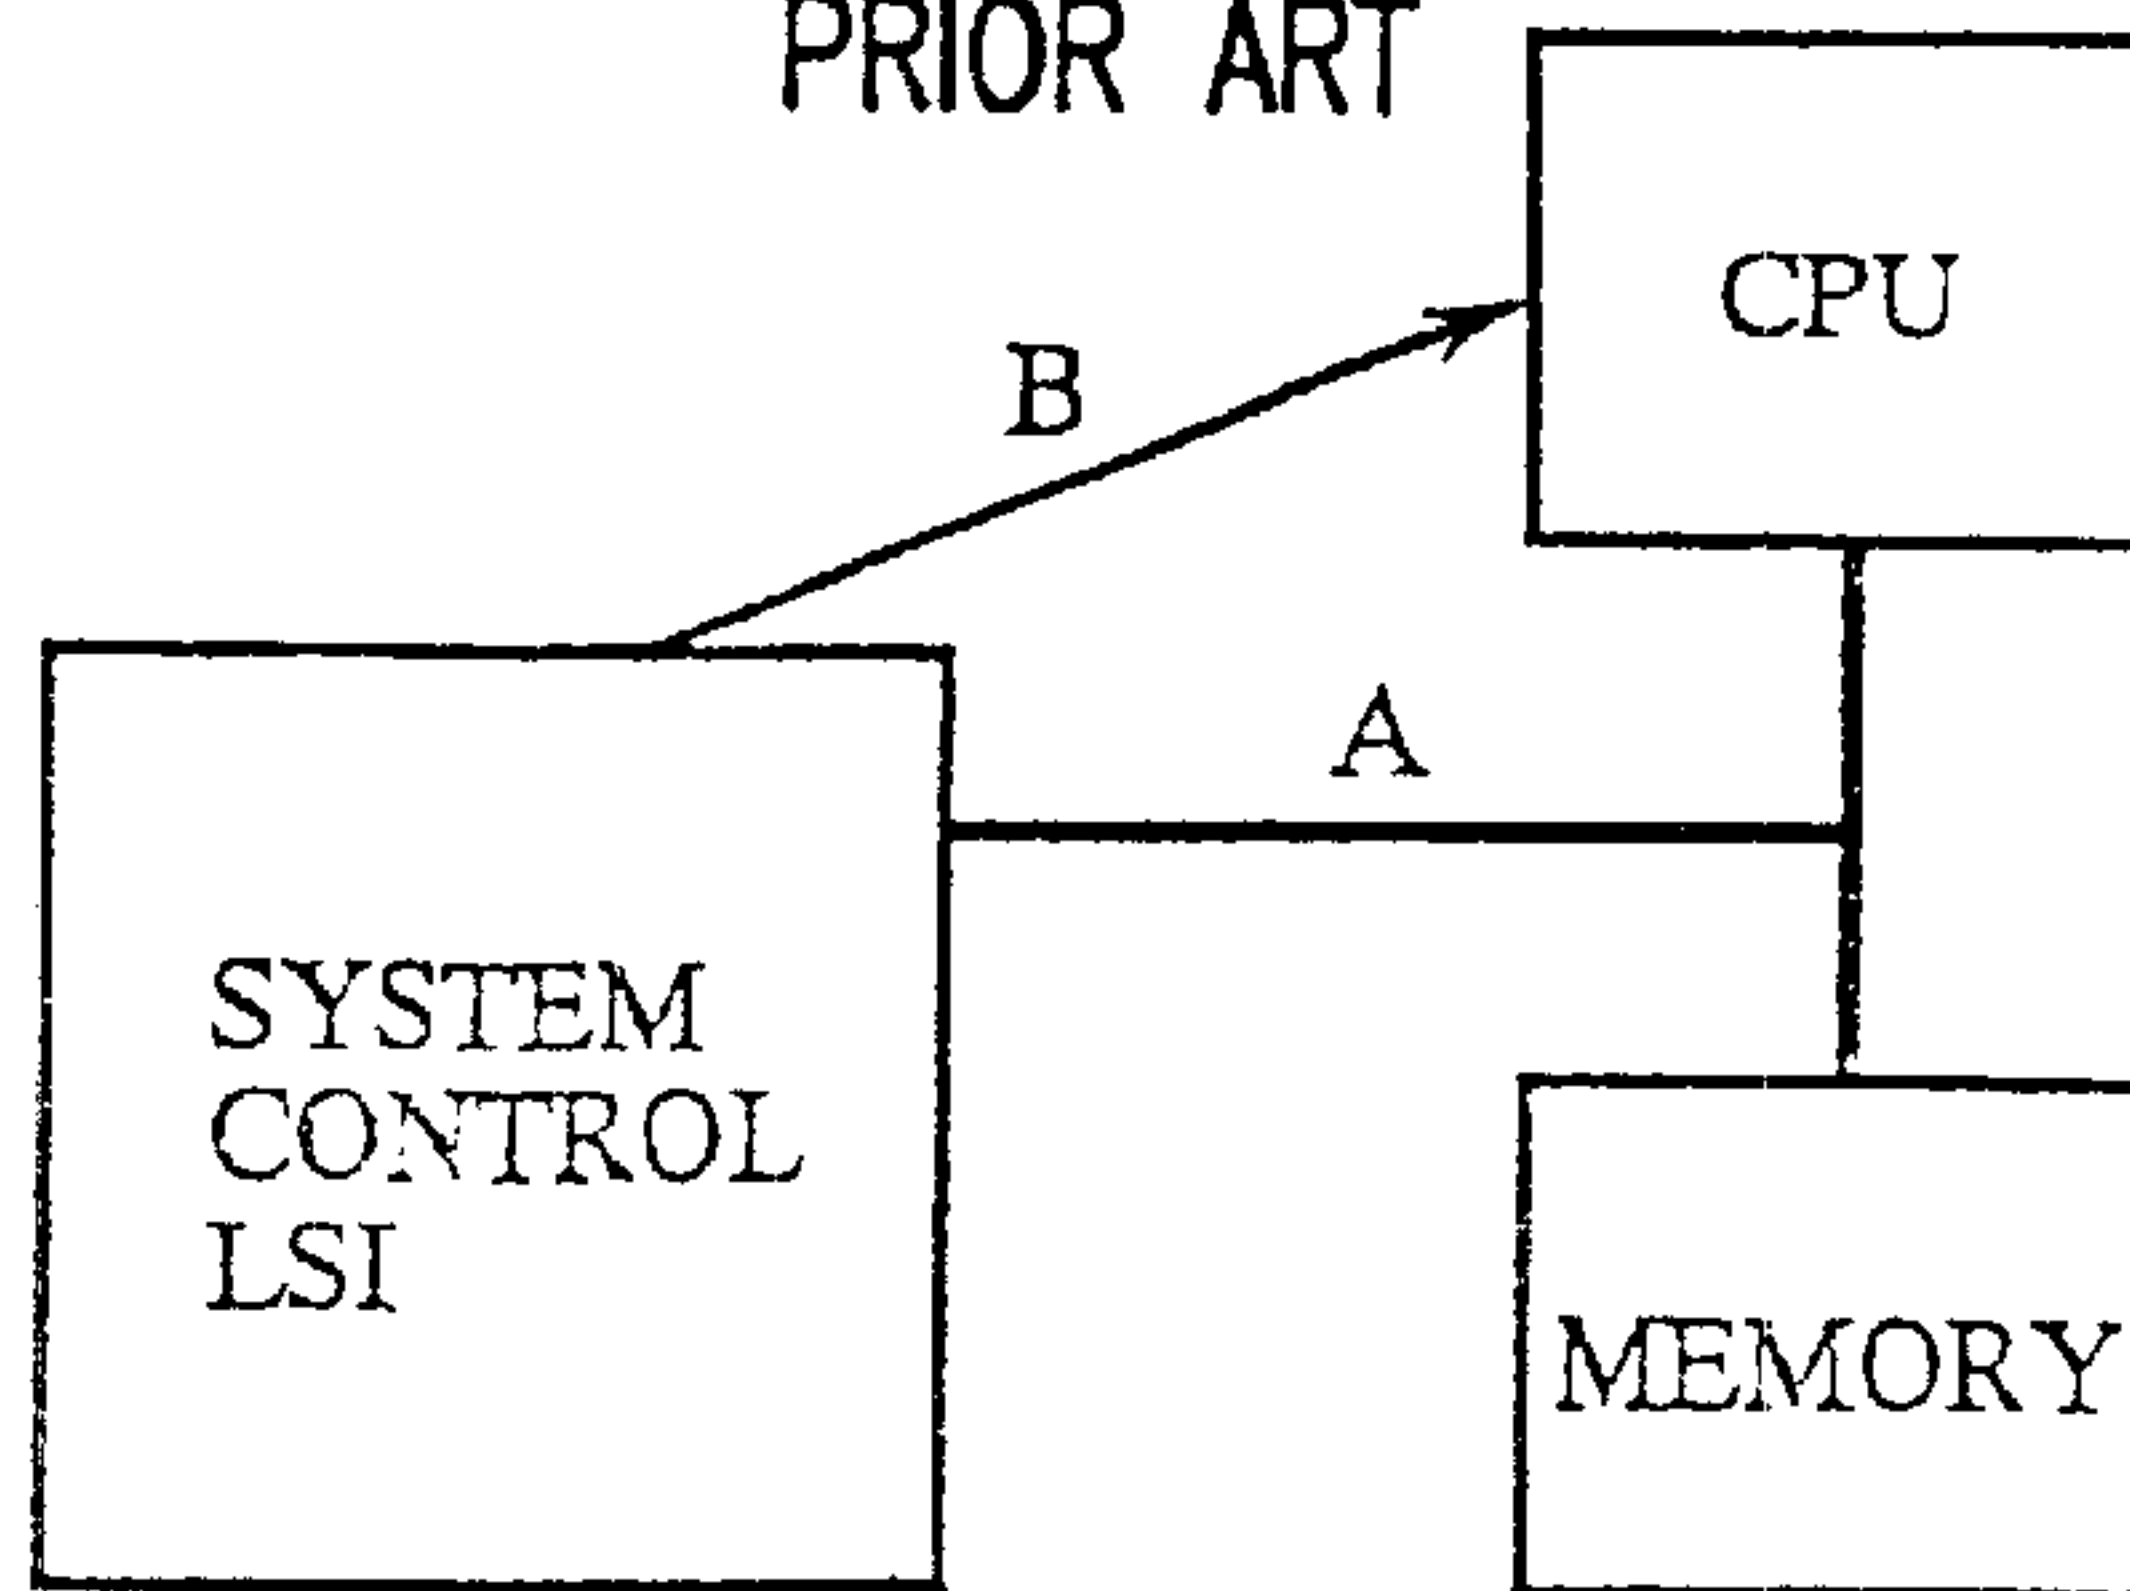 PRIOR ART
CPU
B
A
SYSTEM
CONTROL
LSI
MEMORY